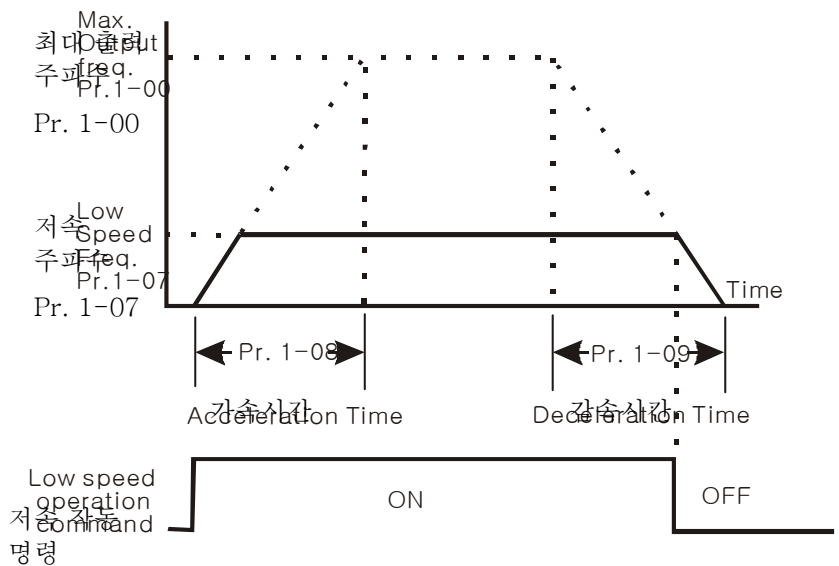 Max.
Output
freq.
Pr.1-00
최대 출력
주파수
Pr. 1-00
Low
Speed
Freq.
Pr.1-07
저속
주파수
Pr. 1-07
Time
Pr. 1-08
Pr. 1-09
Acceleration Time
가속시간
Deceleration Time
감속시간
Low speed
operation
command
저속 작동
명령
ON
OFF